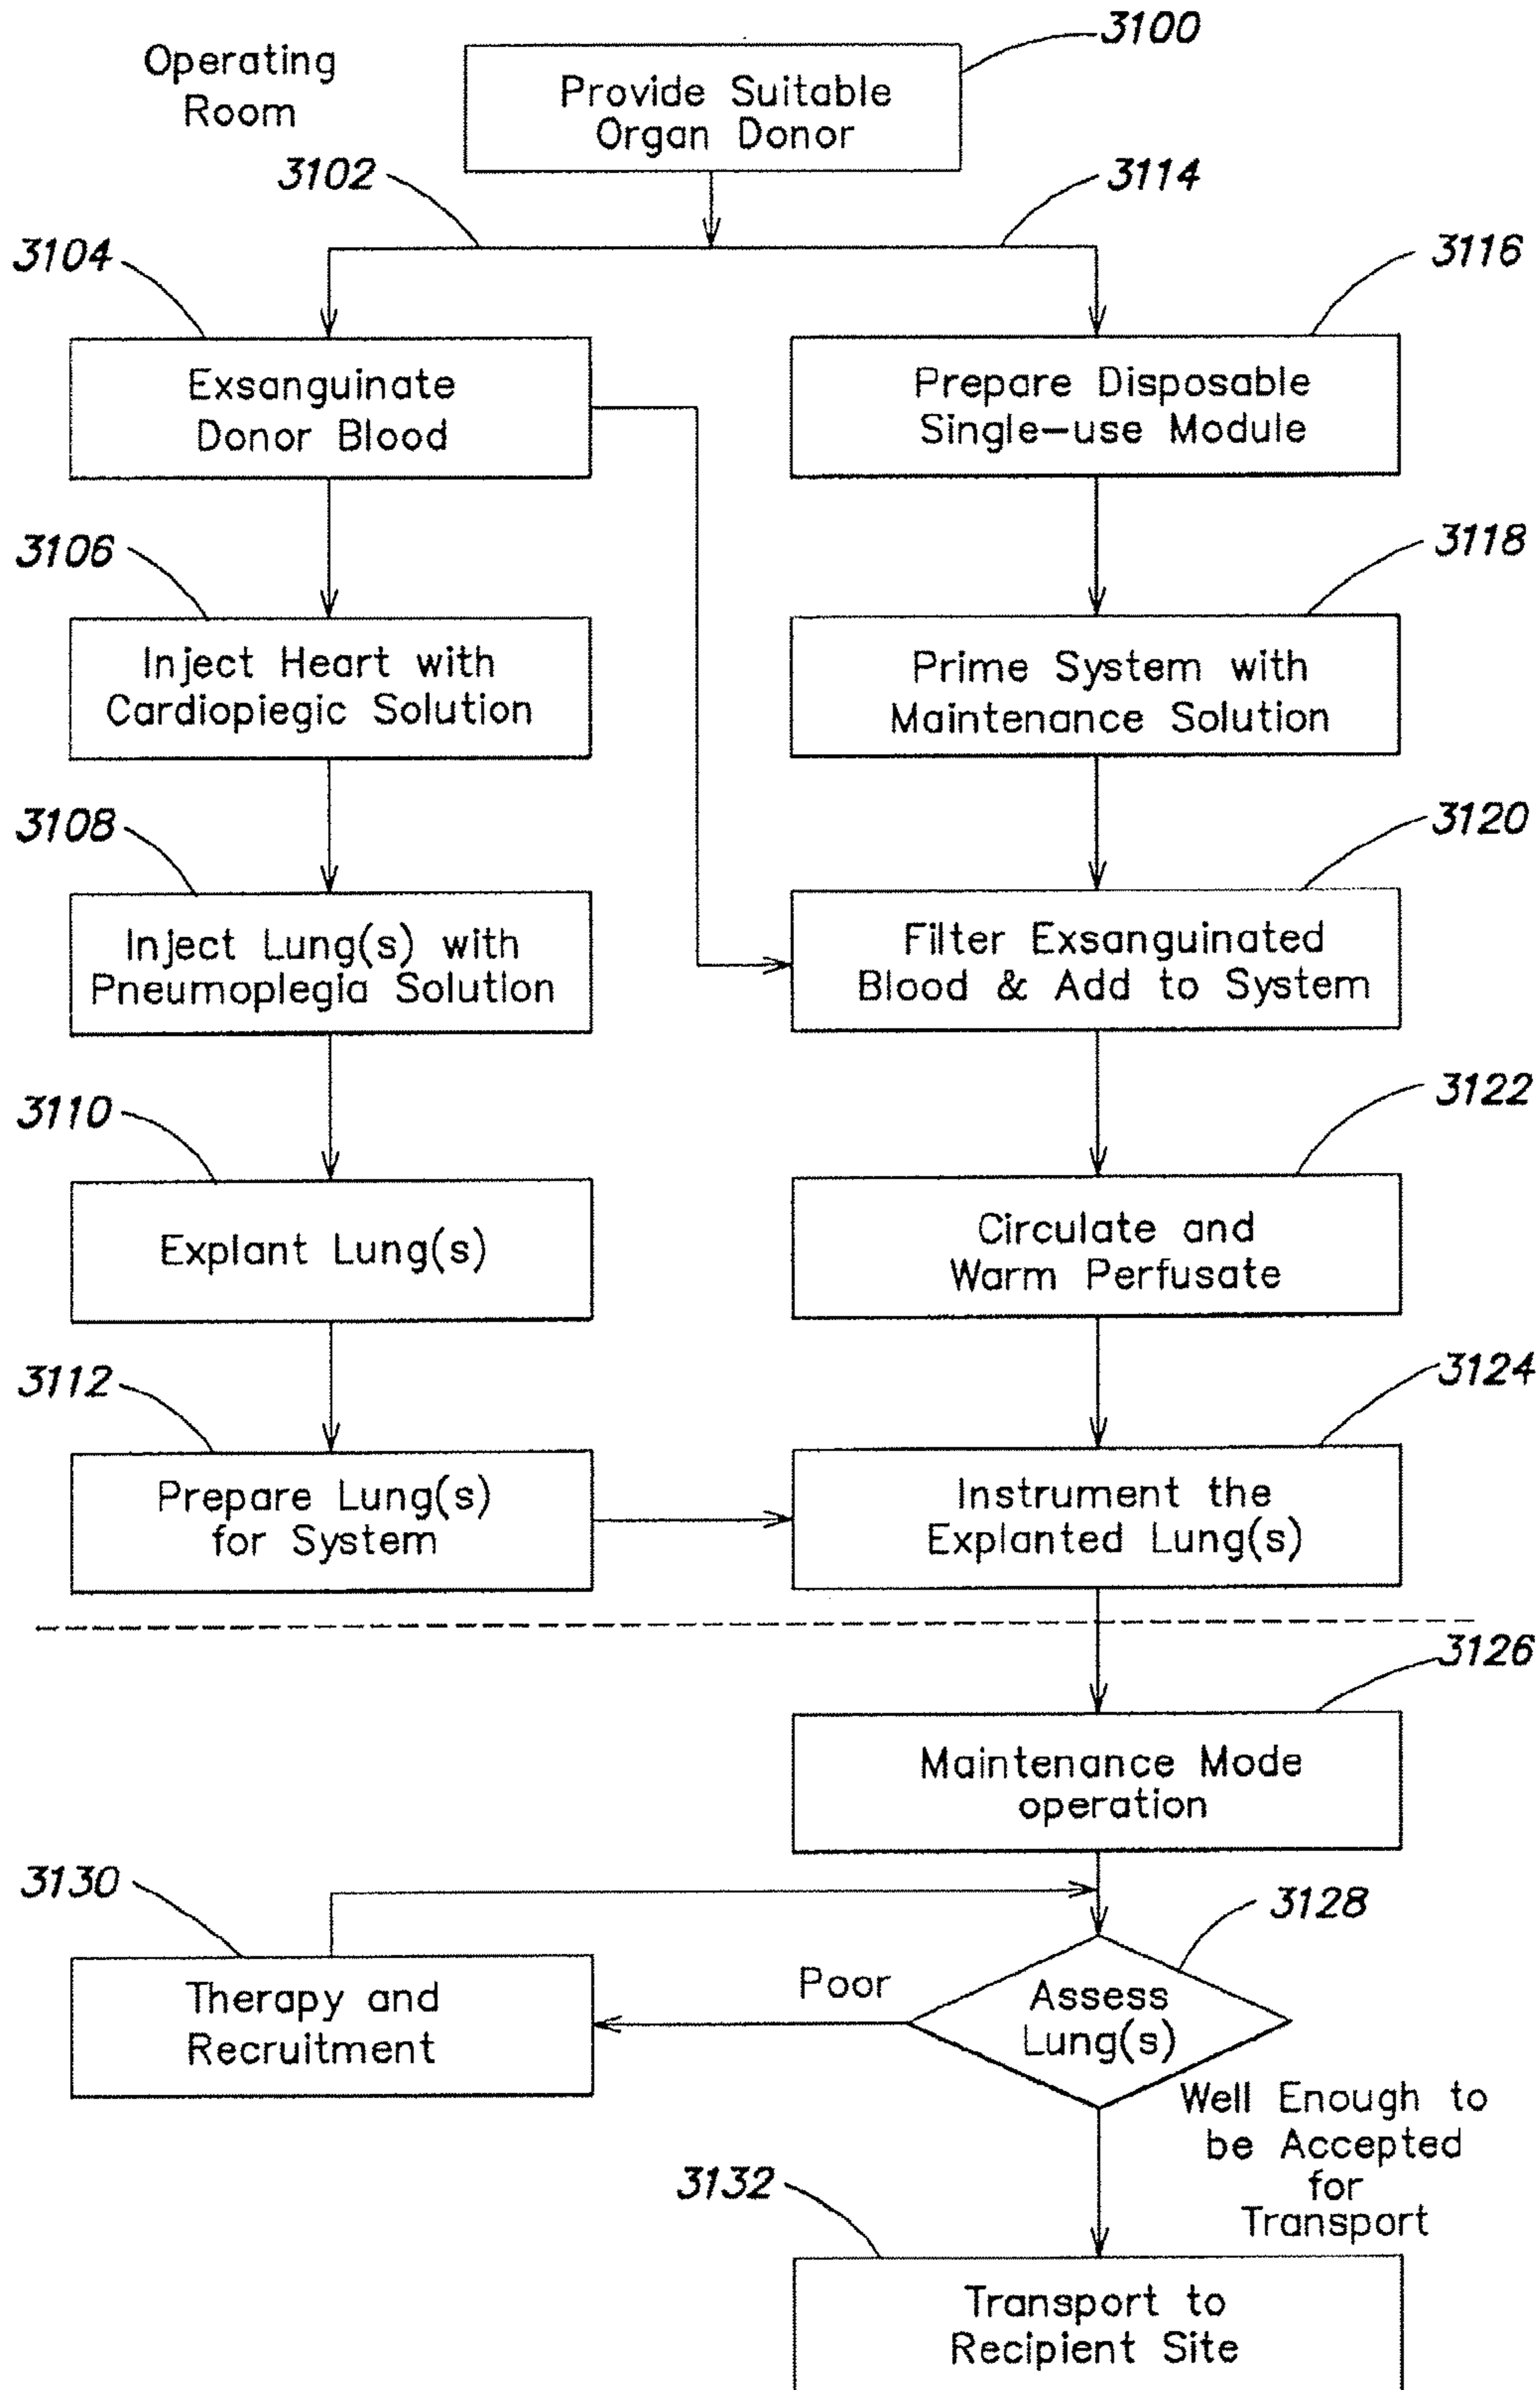 Operating
Room
3100
Provide Suitable
Organ Donor
3102
3114
3104
3116
Exsanguinate
Donor Blood
Prepare Disposable
Single-use Module
3106
3118
Inject Heart with
Cardiopiegic Solution
Prime System with
Maintenance Solution
3108
3120
Inject Lung(s) with
Pneumoplegia Solution
Filter Exsanguinated
Blood & Add to System
3110
3122
Explant Lung(s)
Circulate and
Warm Perfusate
3112
3124
Prepare Lung(s)
for System
Instrument the
Explanted Lung(s)
3126
Maintenance Mode
operation
3130
3128
Therapy and
Recruitment
Poor
Assess
Lung(s)
Well Enough to
be Accepted
for
Transport
3132
Transport to
Recipient Site